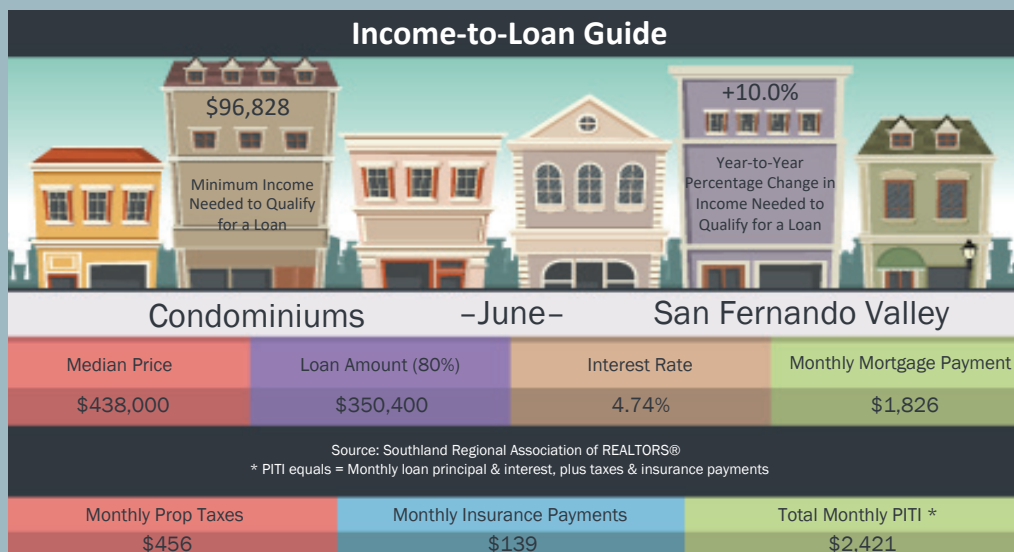 Income-to-Loan Guide
$96,828
Minimum Income
Needed to Qualify
for a Loan
+10.0%
Year-to-Year
Percentage Change in
Income Needed to
Qualify for a Loan
Condominiums –June– San Fernando Valley
Median Price Loan Amount (80%) Interest Rate Monthly Mortgage Payment
$438,000 $350,400 4.74% $1,826
Source: Southland Regional Association of REALTORS®
* PITI equals = Monthly loan principal & interest, plus taxes & insurance payments
Monthly Prop Taxes Monthly Insurance Payments Total Monthly PITI *
$456 $139 $2,421